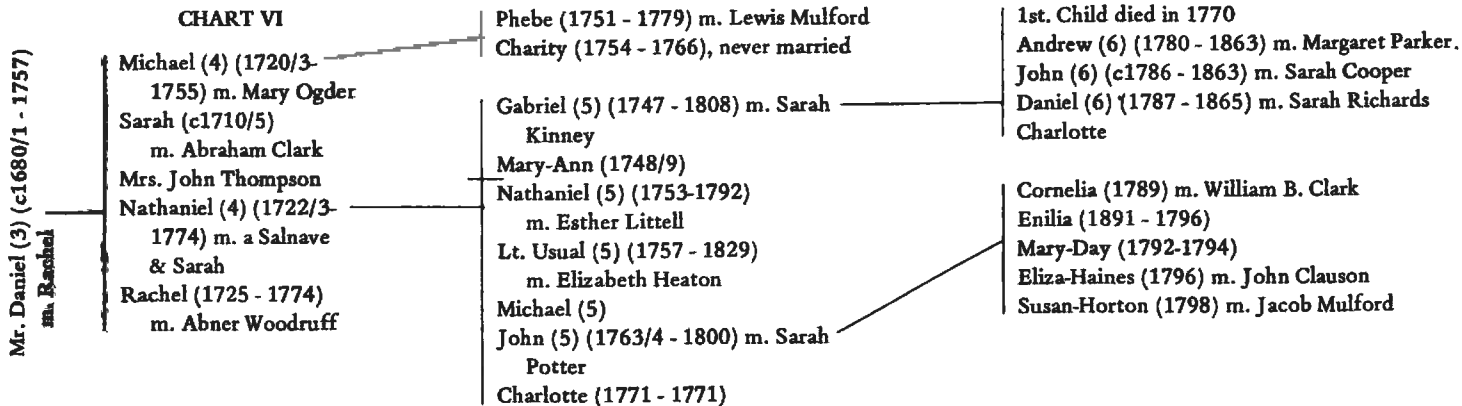 CHART VI
Mr. Daniel (3) (c1680/1 - 1757)
m. Rachel
Michael (4) (1720/3-
1755) m. Mary Ogder
Sarah (c1710/5)
m. Abraham Clark
Mrs. John Thompson
Nathaniel (4) (1722/3-
1774) m. a Salnave
& Sarah
Rachel (1725 - 1774)
m. Abner Woodruff
Phebe (1751 - 1779) m. Lewis Mulford
Charity (1754 - 1766), never married
Gabriel (5) (1747 - 1808) m. Sarah
Kinney
Mary-Ann (1748/9)
Nathaniel (5) (1753-1792)
m. Esther Littell
Lt. Usual (5) (1757 - 1829)
m. Elizabeth Heaton
Michael (5)
John (5) (1763/4 - 1800) m. Sarah
Potter
Charlotte (1771 - 1771)
1st. Child died in 1770
Andrew (6) (1780 - 1863) m. Margaret Parker.
John (6) (c1786 - 1863) m. Sarah Cooper
Daniel (6) (1787 - 1865) m. Sarah Richards
Charlotte
Cornelia (1789) m. William B. Clark
Enilia (1891 - 1796)
Mary-Day (1792-1794)
Eliza-Haines (1796) m. John Clauson
Susan-Horton (1798) m. Jacob Mulford